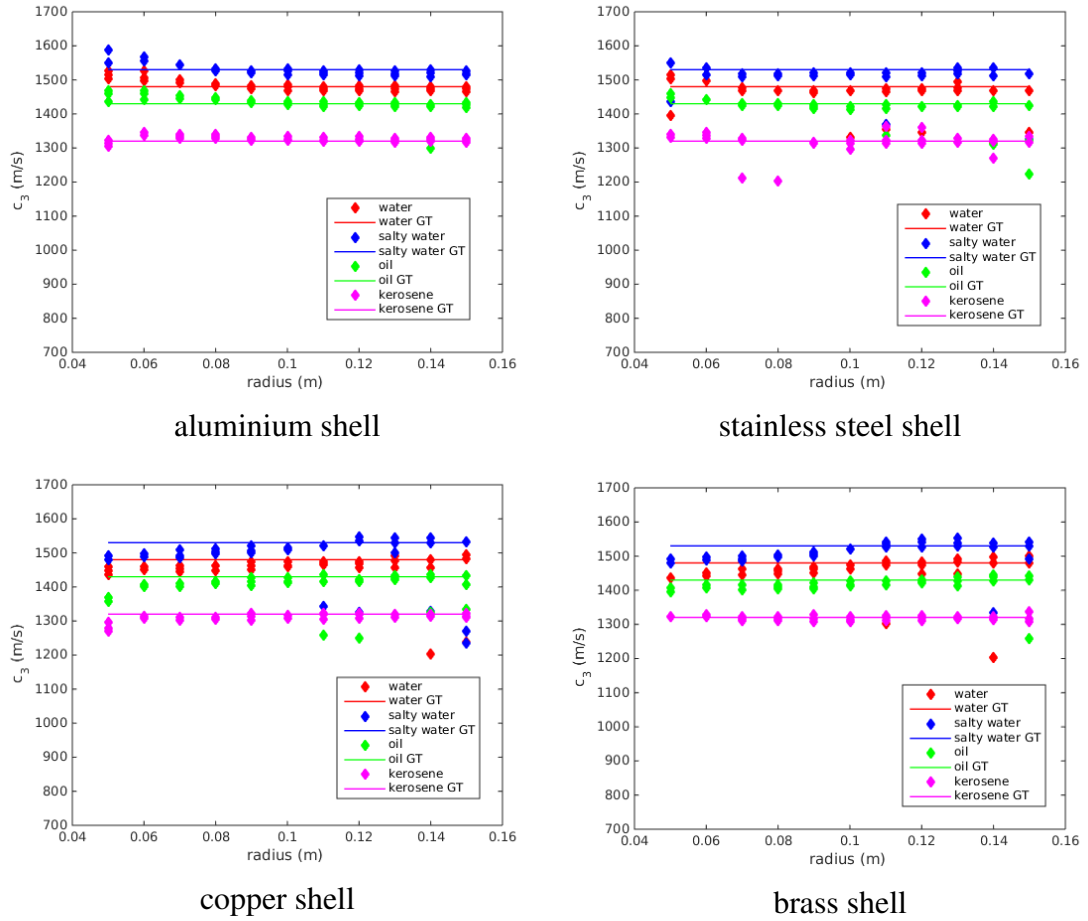 1700
1600
1500
1400
1300
1200
1100
1000
900
800
700
c3 (m/s)
0.04 0.06 0.08 0.1 0.12 0.14 0.16
radius (m)
water
water GT
salty water
salty water GT
oil
oil GT
kerosene
kerosene GT
aluminium shell
1700
1600
1500
1400
1300
1200
1100
1000
900
800
700
c3 (m/s)
0.04 0.06 0.08 0.1 0.12 0.14 0.16
radius (m)
water
water GT
salty water
salty water GT
oil
oil GT
kerosene
kerosene GT
stainless steel shell
1700
1600
1500
1400
1300
1200
1100
1000
900
800
700
c3 (m/s)
0.04 0.06 0.08 0.1 0.12 0.14 0.16
radius (m)
water
water GT
salty water
salty water GT
oil
oil GT
kerosene
kerosene GT
copper shell
1700
1600
1500
1400
1300
1200
1100
1000
900
800
700
c3 (m/s)
0.04 0.06 0.08 0.1 0.12 0.14 0.16
radius (m)
water
water GT
salty water
salty water GT
oil
oil GT
kerosene
kerosene GT
brass shell